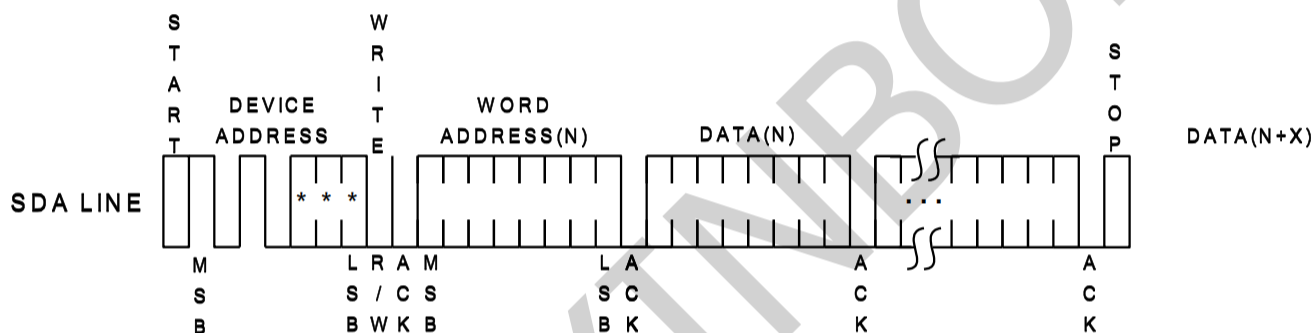 START
WRITE
STOP
DEVICE
ADDRESS
WORD
ADDRESS(N)
DATA(N)
DATA(N+X)
SDA LINE
* * *
...
MSB
LSB
R/W
ACK
MSB
LSB
ACK
ACK
ACK